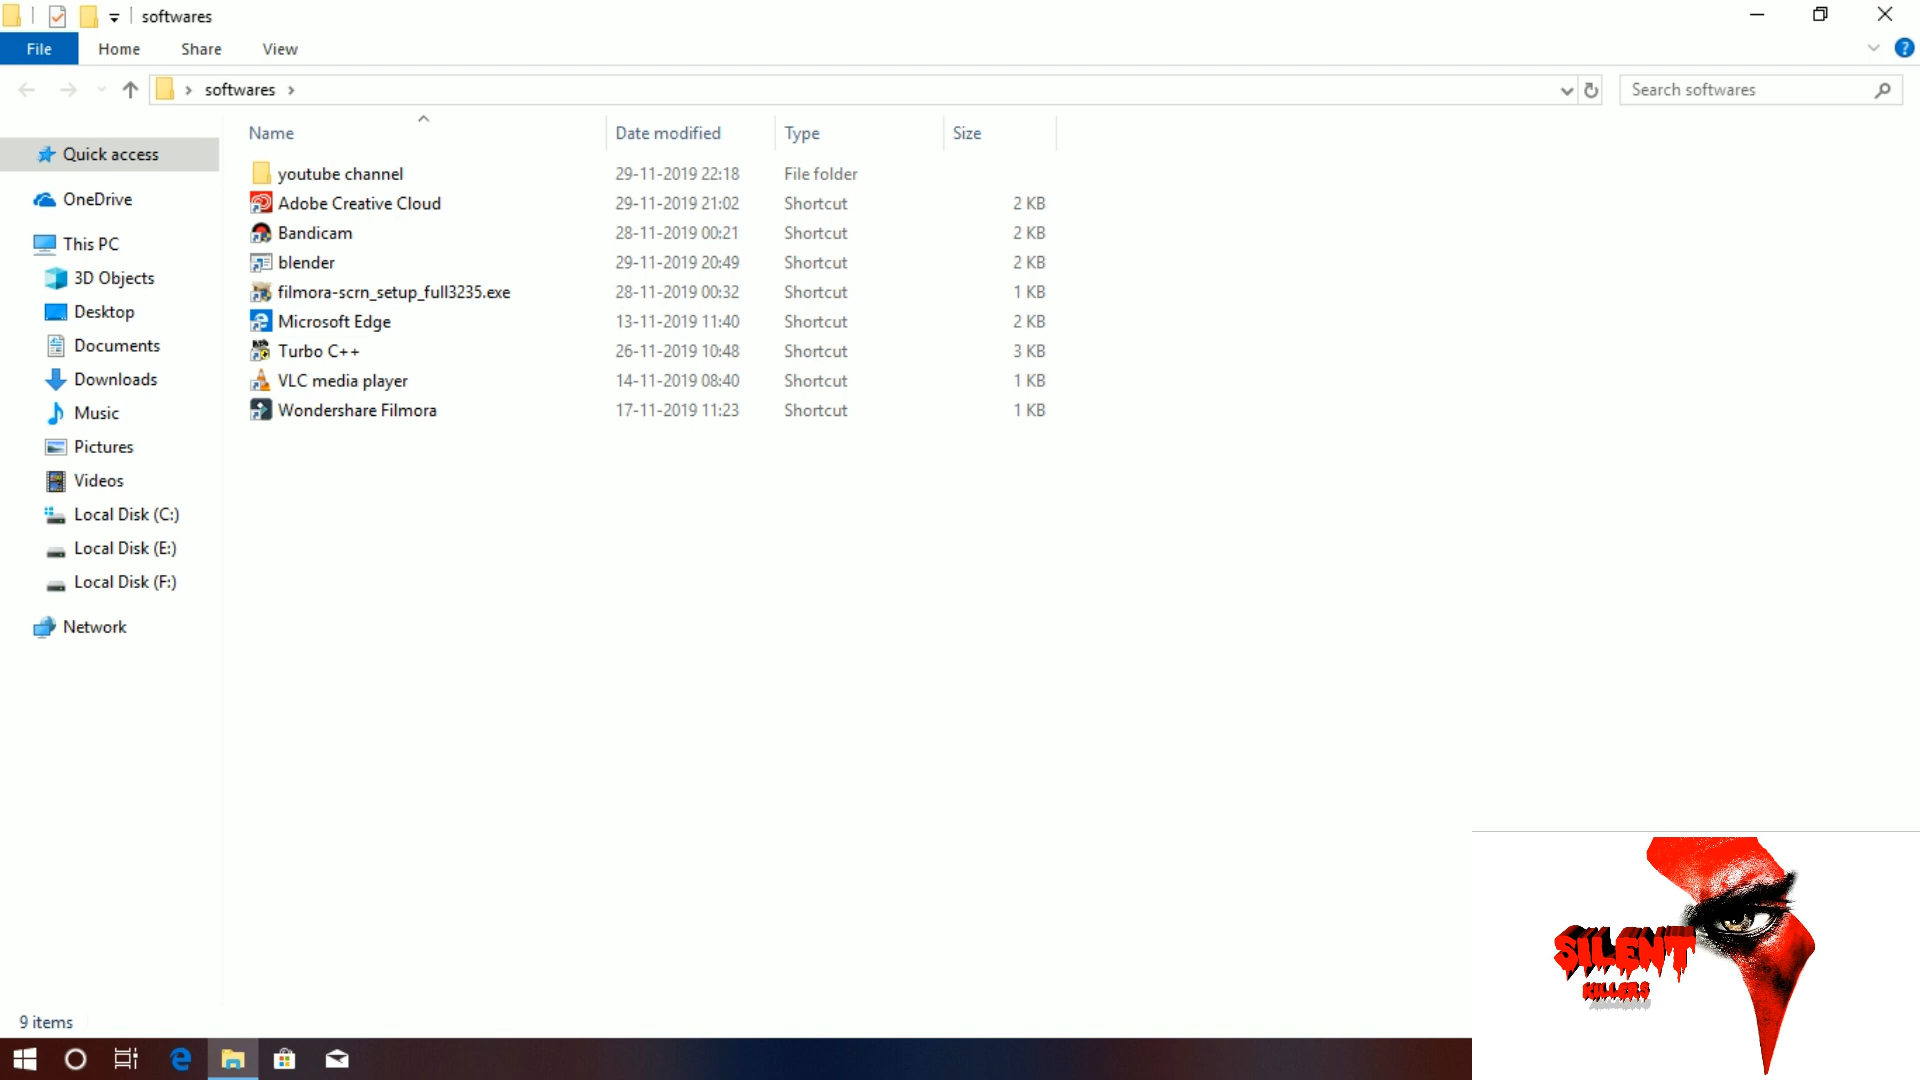 softwares
File Home Share View
softwares
Search softwares
Name Date modified Type Size
Quick access
OneDrive
This PC
3D Objects
Desktop
Documents
Downloads
Music
Pictures
Videos
Local Disk (C:)
Local Disk (E:)
Local Disk (F:)
Network
youtube channel 29-11-2019 22:18 File folder
Adobe Creative Cloud 29-11-2019 21:02 Shortcut 2 KB
Bandicam 28-11-2019 00:21 Shortcut 2 KB
blender 29-11-2019 20:49 Shortcut 2 KB
filmora-scrn_setup_full3235.exe 28-11-2019 00:32 Shortcut 1 KB
Microsoft Edge 13-11-2019 11:40 Shortcut 2 KB
Turbo C++ 26-11-2019 10:48 Shortcut 3 KB
VLC media player 14-11-2019 08:40 Shortcut 1 KB
Wondershare Filmora 17-11-2019 11:23 Shortcut 1 KB
SILENT
KILLERS
9 items